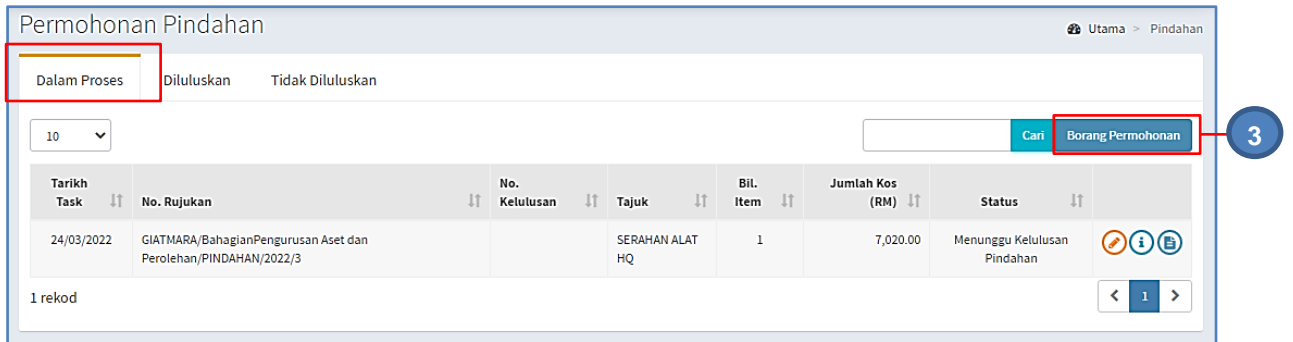 Permohonan Pindahan
Utama > Pindahan
Dalam Proses Diluluskan Tidak Diluluskan
10 Cari Borang Permohonan
3
Tarikh Task No. Rujukan No. Kelulusan Tajuk Bil. Item Jumlah Kos (RM) Status
24/03/2022 GIATMARA/BahagianPengurusan Aset dan SERAHAN ALAT 1 7,020.00 Menunggu Kelulusan
Perolehan/PINDAHAN/2022/3 HQ Pindahan
1 rekod
< 1 >